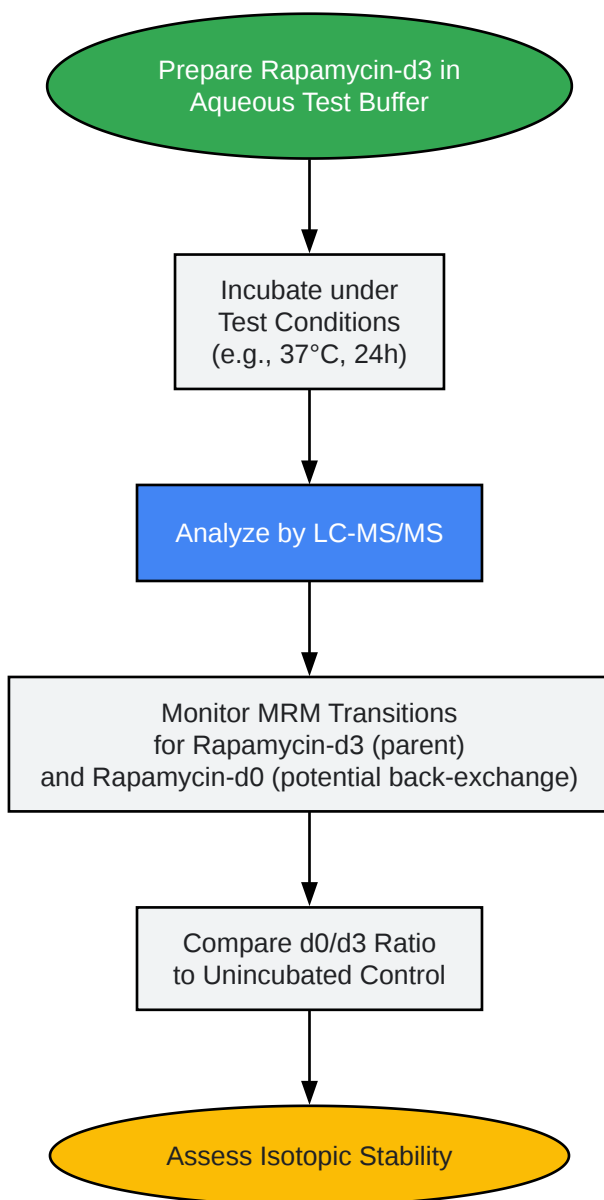 Prepare Rapamycin-d3 in
Aqueous Test Buffer
Incubate under
Test Conditions
(e.g., 37°C, 24h)
Analyze by LC-MS/MS
Monitor MRM Transitions
for Rapamycin-d3 (parent)
and Rapamycin-d0 (potential back-exchange)
Compare d0/d3 Ratio
to Unincubated Control
Assess Isotopic Stability